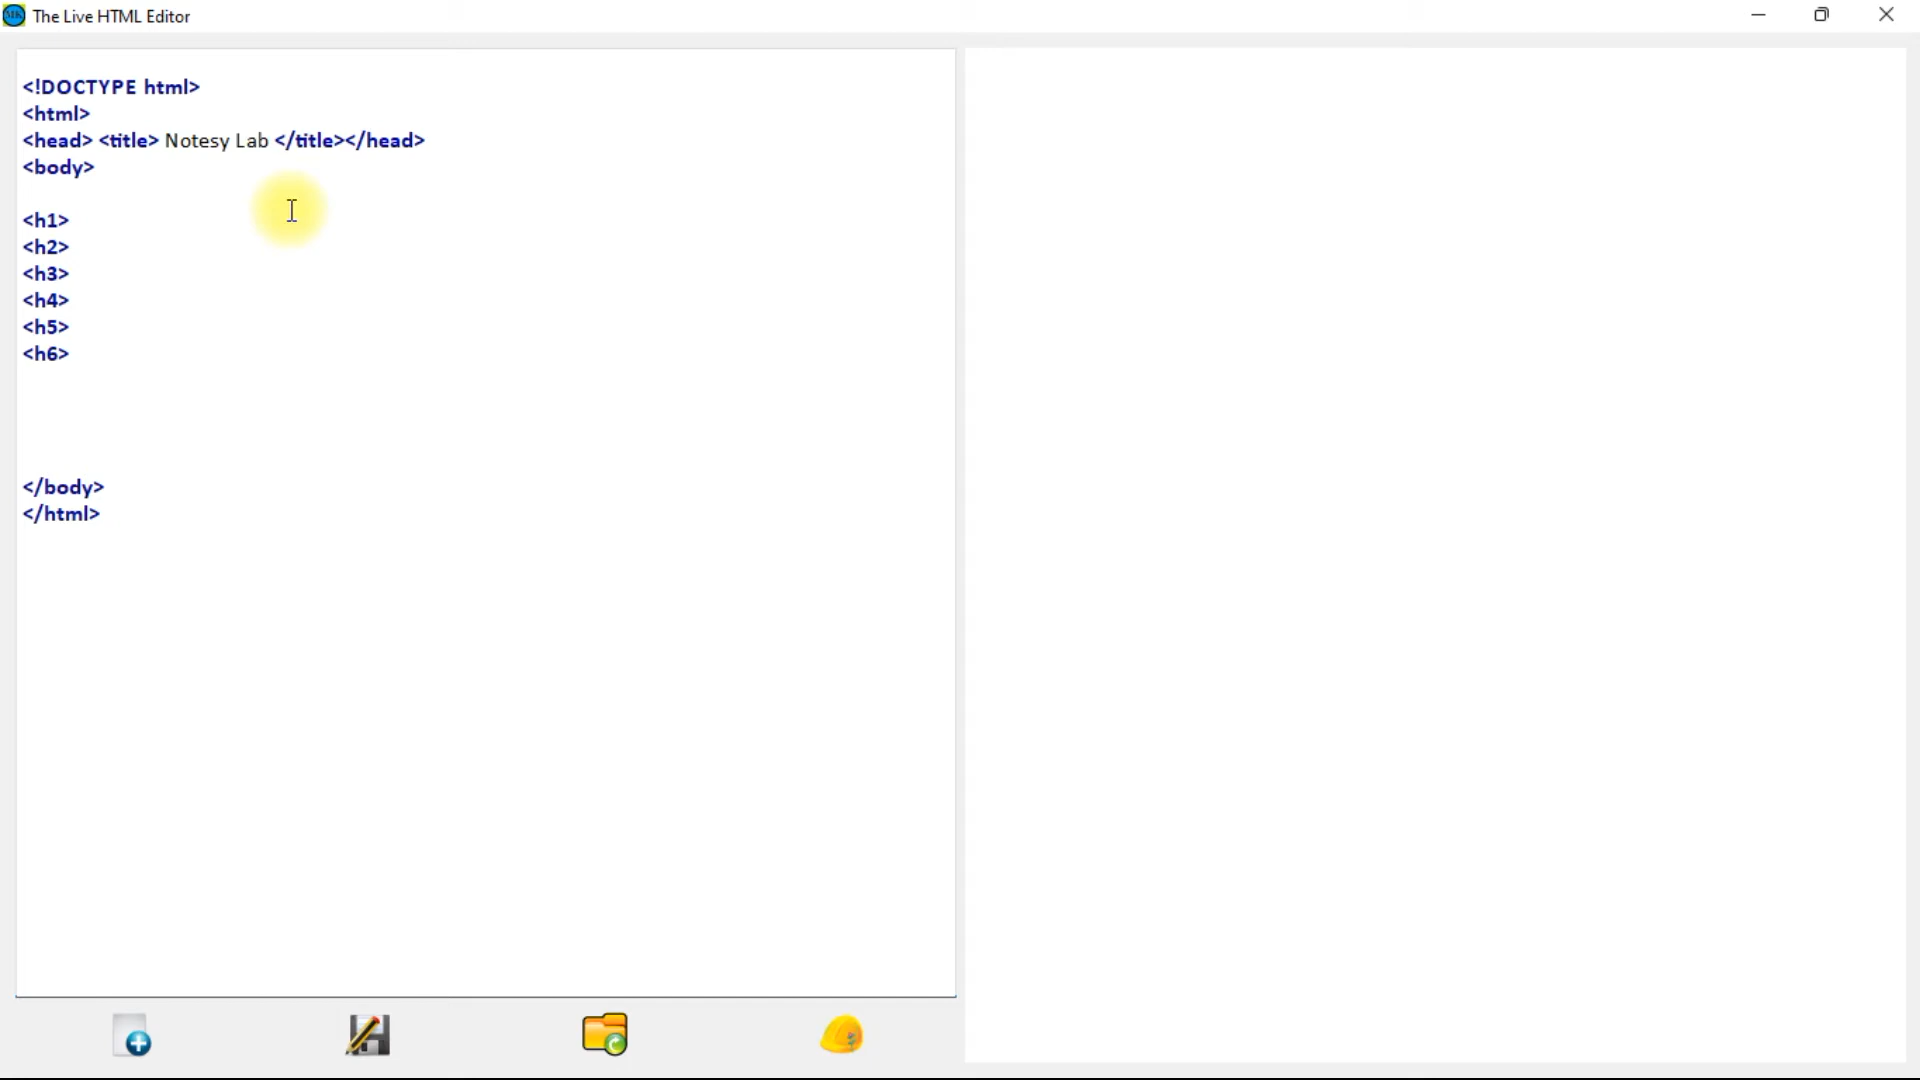 The Live HTML Editor
<!DOCTYPE html>
<html>
<head> <title> Notesy Lab </title></head>
<body>
<h1>
<h2>
<h3>
<h4>
<h5>
<h6>
</body>
</html>